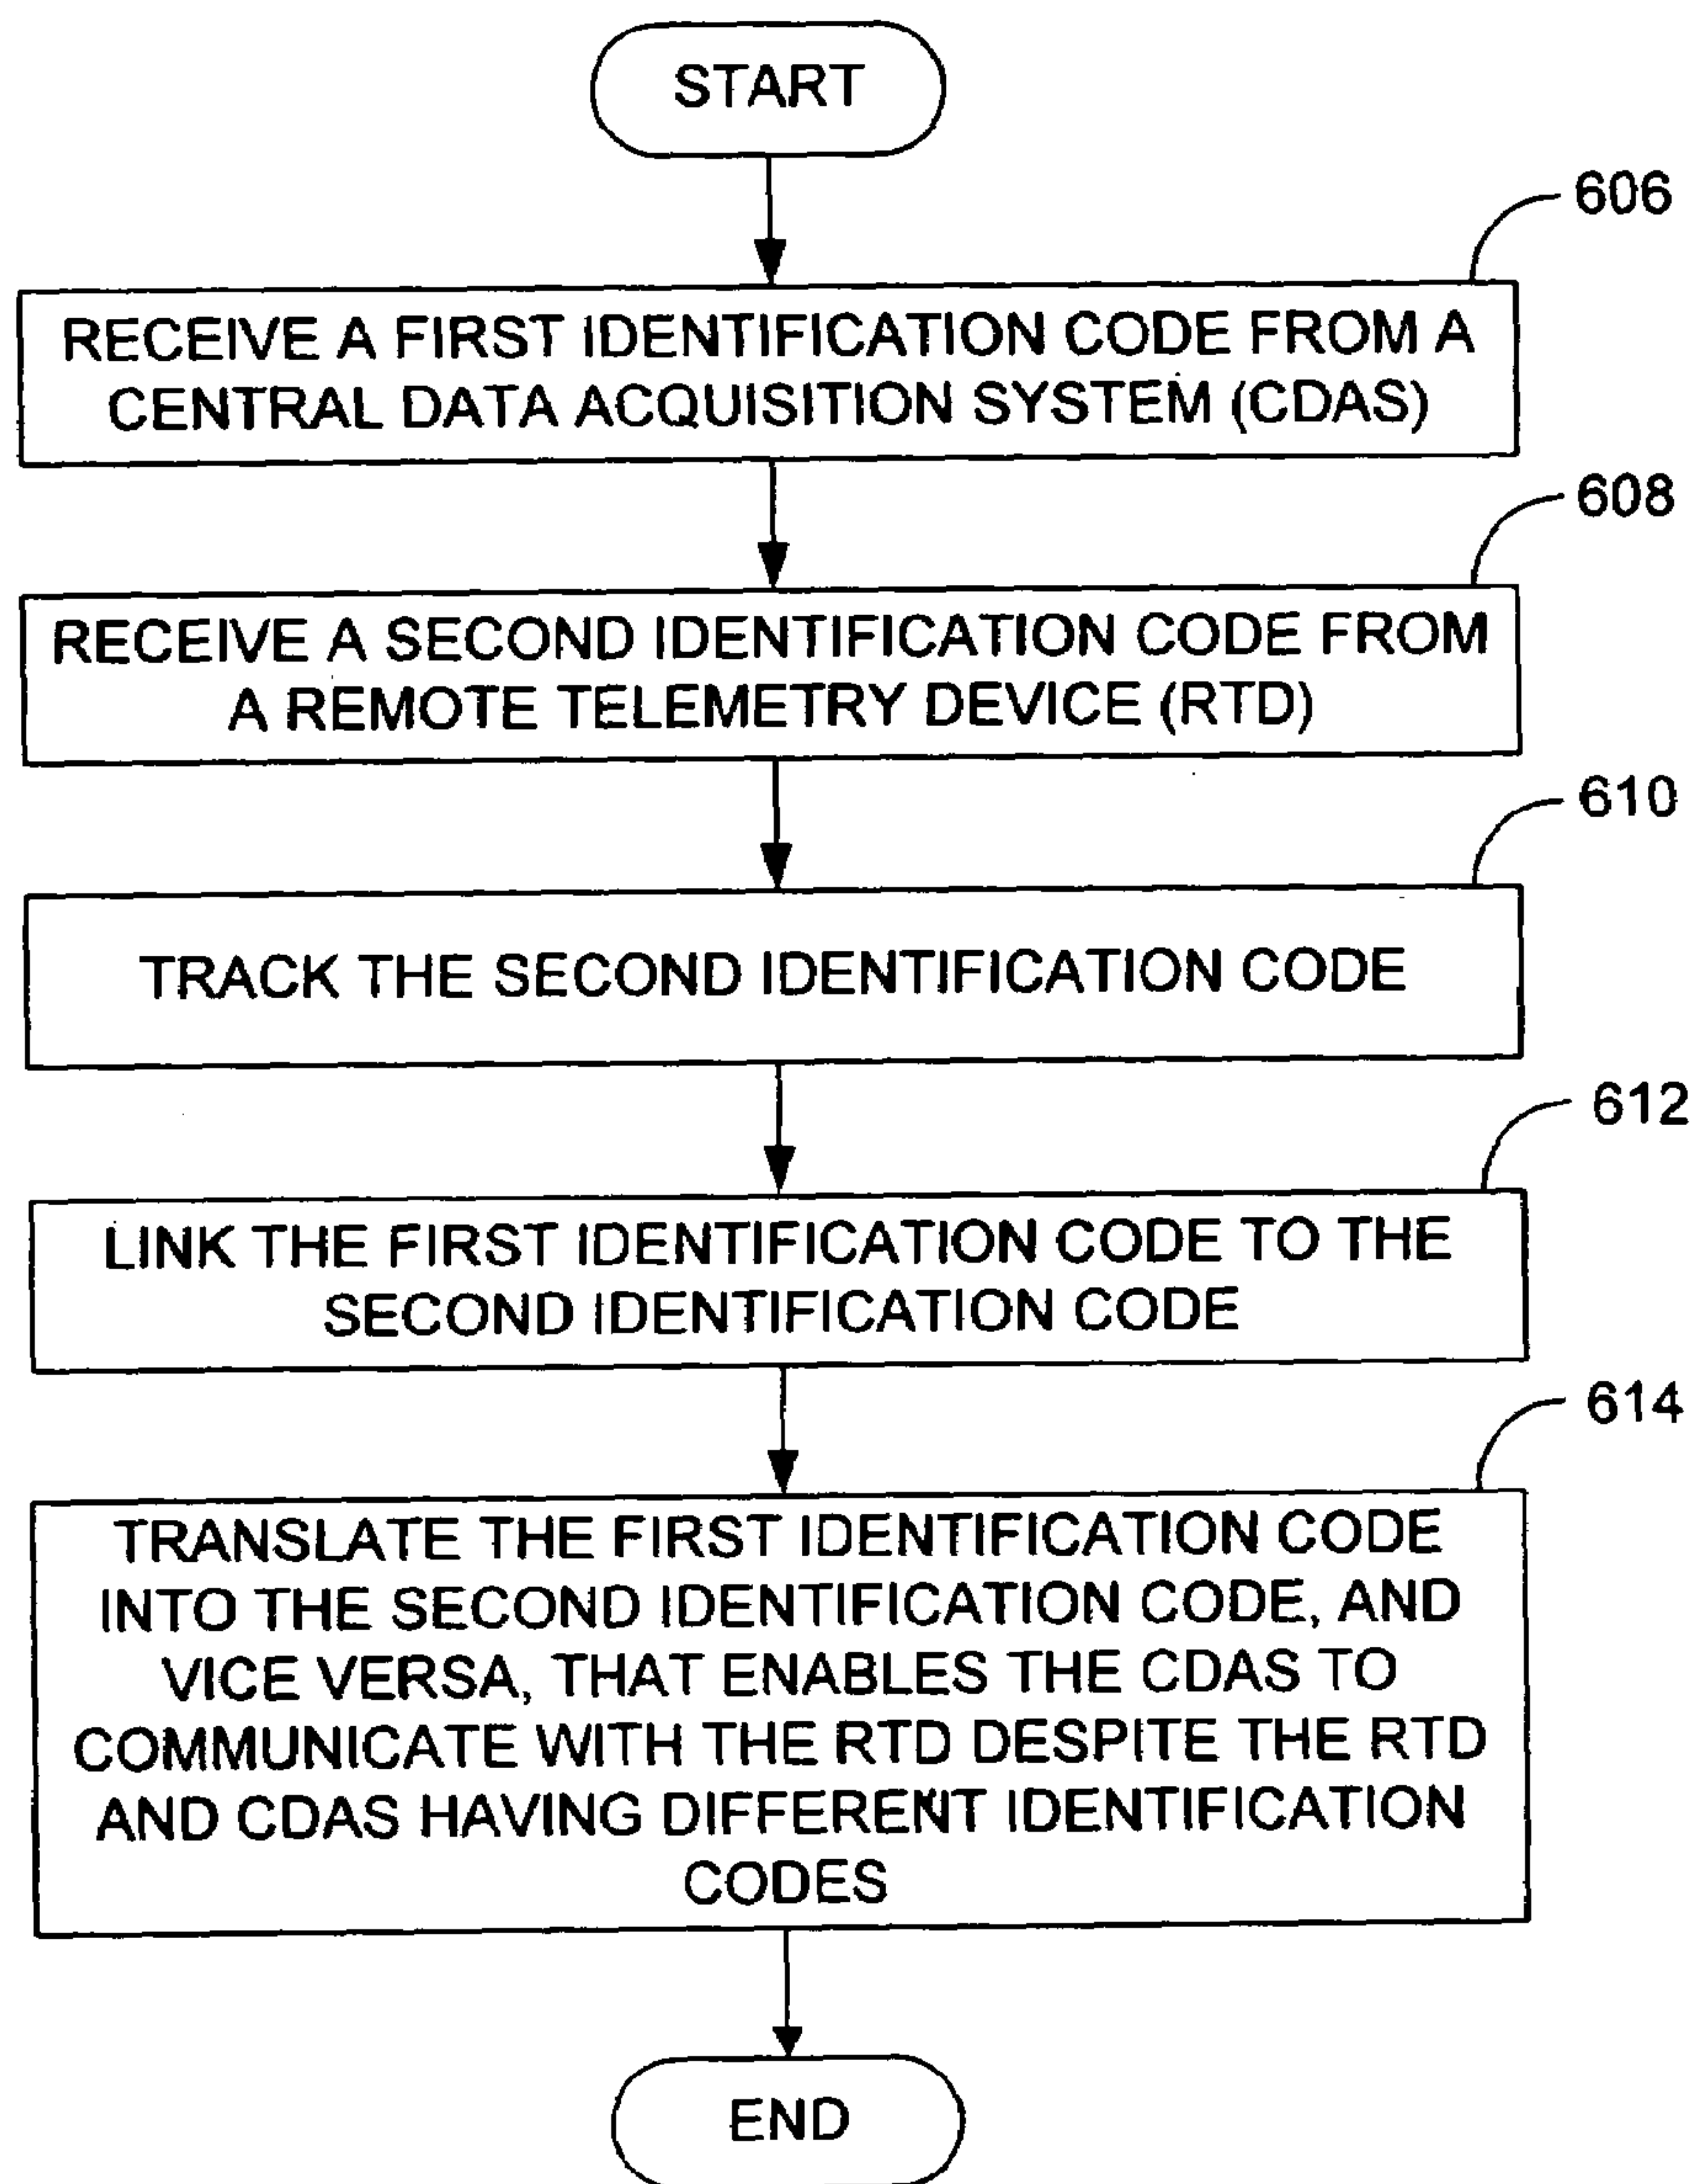 START
606
RECEIVE A FIRST IDENTIFICATION CODE FROM A
CENTRAL DATA ACQUISITION SYSTEM (CDAS)
608
RECEIVE A SECOND IDENTIFICATION CODE FROM
A REMOTE TELEMETRY DEVICE (RTD)
610
TRACK THE SECOND IDENTIFICATION CODE
612
LINK THE FIRST IDENTIFICATION CODE TO THE
SECOND IDENTIFICATION CODE
614
TRANSLATE THE FIRST IDENTIFICATION CODE
INTO THE SECOND IDENTIFICATION CODE, AND
VICE VERSA, THAT ENABLES THE CDAS TO
COMMUNICATE WITH THE RTD DESPITE THE RTD
AND CDAS HAVING DIFFERENT IDENTIFICATION
CODES
END